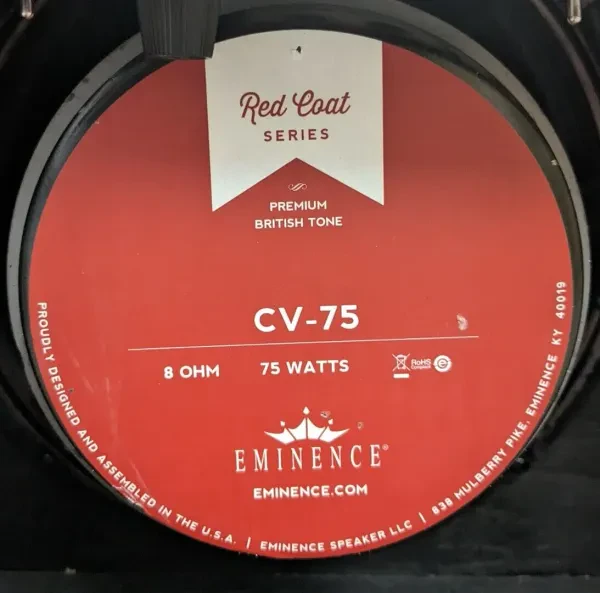 Red Coat
SERIES
PREMIUM
BRITISH TONE
CV-75
8 OHM 75 WATTS
RoHS
Compliant
EMINENCE®
EMINENCE.COM
PROUDLY DESIGNED AND ASSEMBLED IN THE U.S.A. | EMINENCE SPEAKER LLC | 838 MULBERRY PIKE, EMINENCE KY 40019